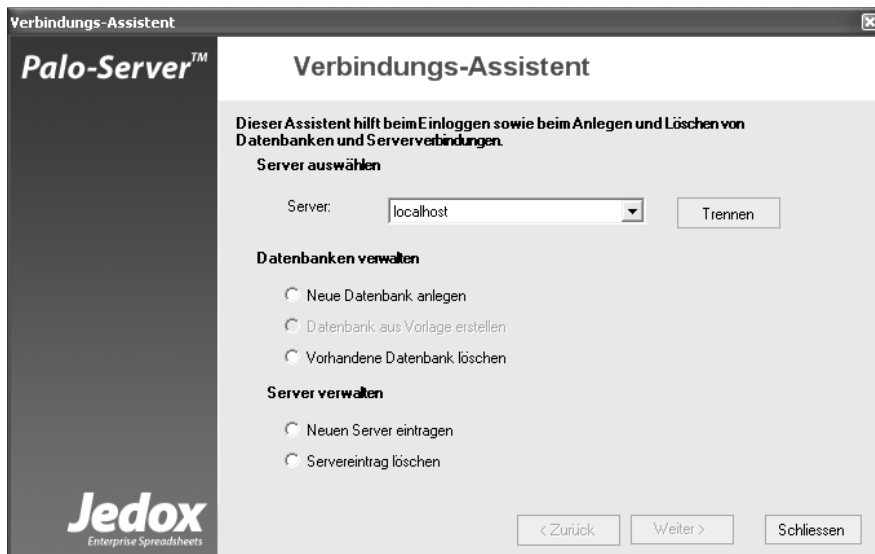 Verbindungs-Assistent
Palo-Server™
Verbindungs-Assistent
Dieser Assistent hilft beim Einloggen sowie beim Anlegen und Löschen von
Datenbanken und Serververbindungen.
Server auswählen
Server:
localhost
Trennen
Datenbanken verwalten
Neue Datenbank anlegen
Datenbank aus Vorlage erstellen
Vorhandene Datenbank löschen
Server verwalten
Neuen Server eintragen
Servereintrag löschen
Jedox
Enterprise Spreadsheets
< Zurück
Weiter >
Schliessen